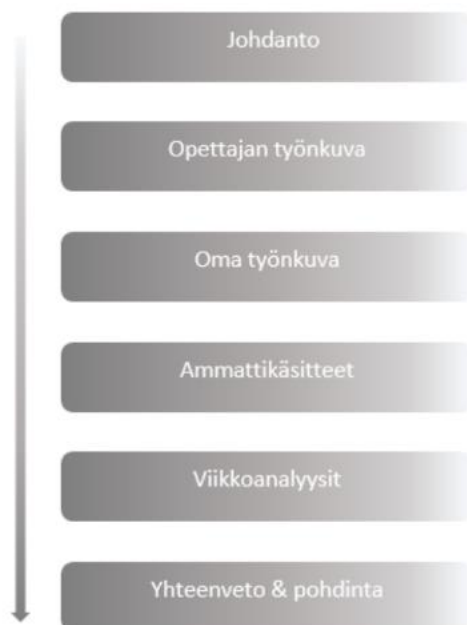 Johdanto
Opettajan työnkuva
Oma työnkuva
Ammattikäsitteet
Viikkoanalyysit
Yhteenveto & pohdinta